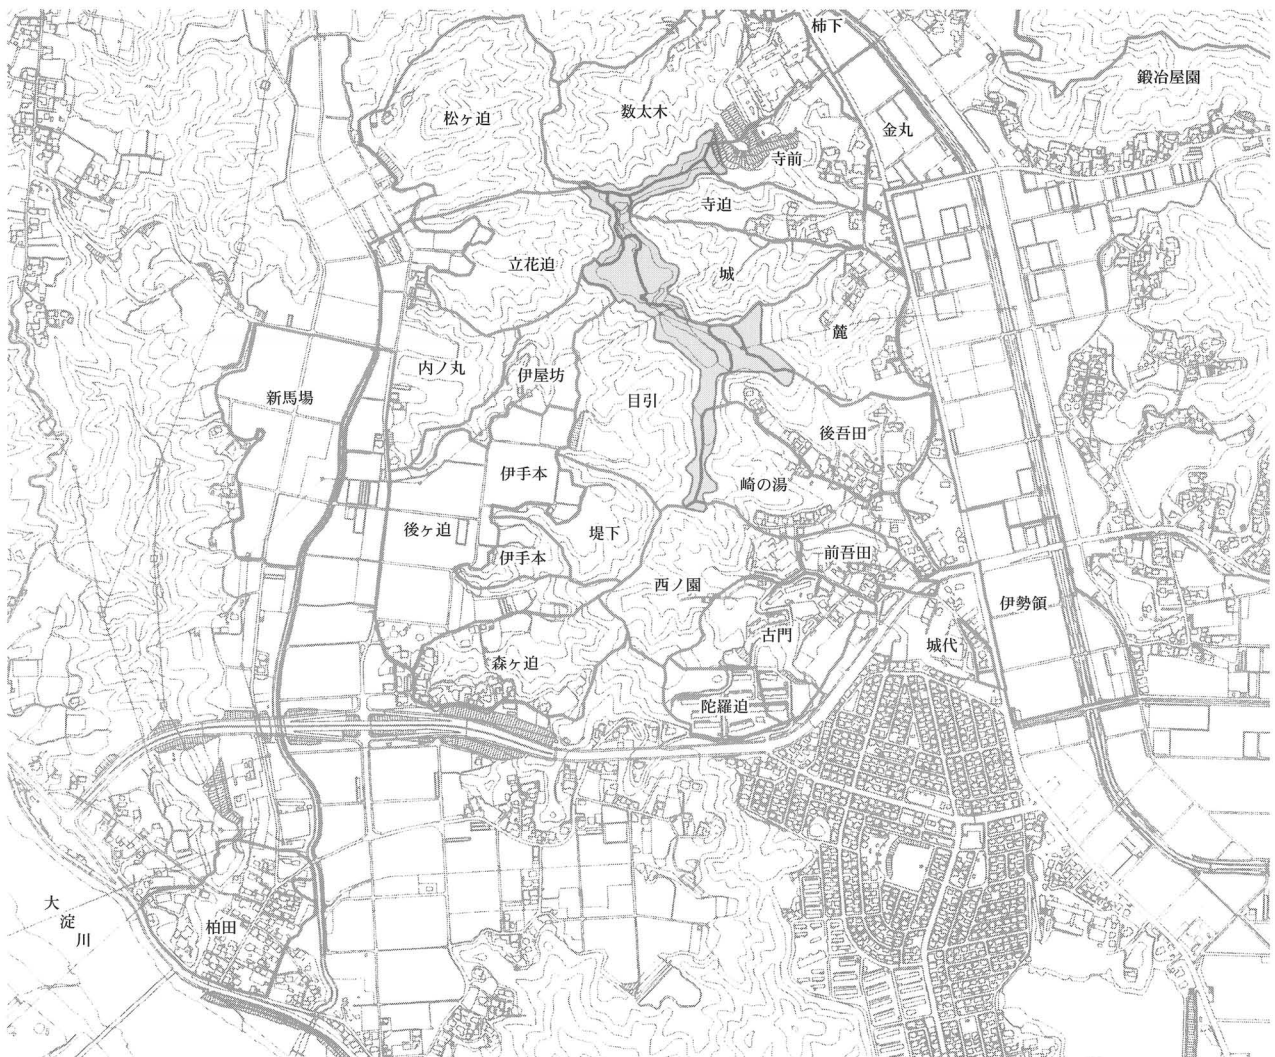 柿下
鍛冶屋園
数太木
松ヶ迫
金丸
寺前
寺迫
立花迫
城
麓
内ノ丸
伊屋坊
新馬場
目引
後吾田
伊手本
崎の湯
後ヶ迫
堤下
前吾田
伊手本
西ノ園
伊勢領
古門
城代
森ヶ迫
陀羅迫
大淀川
柏田